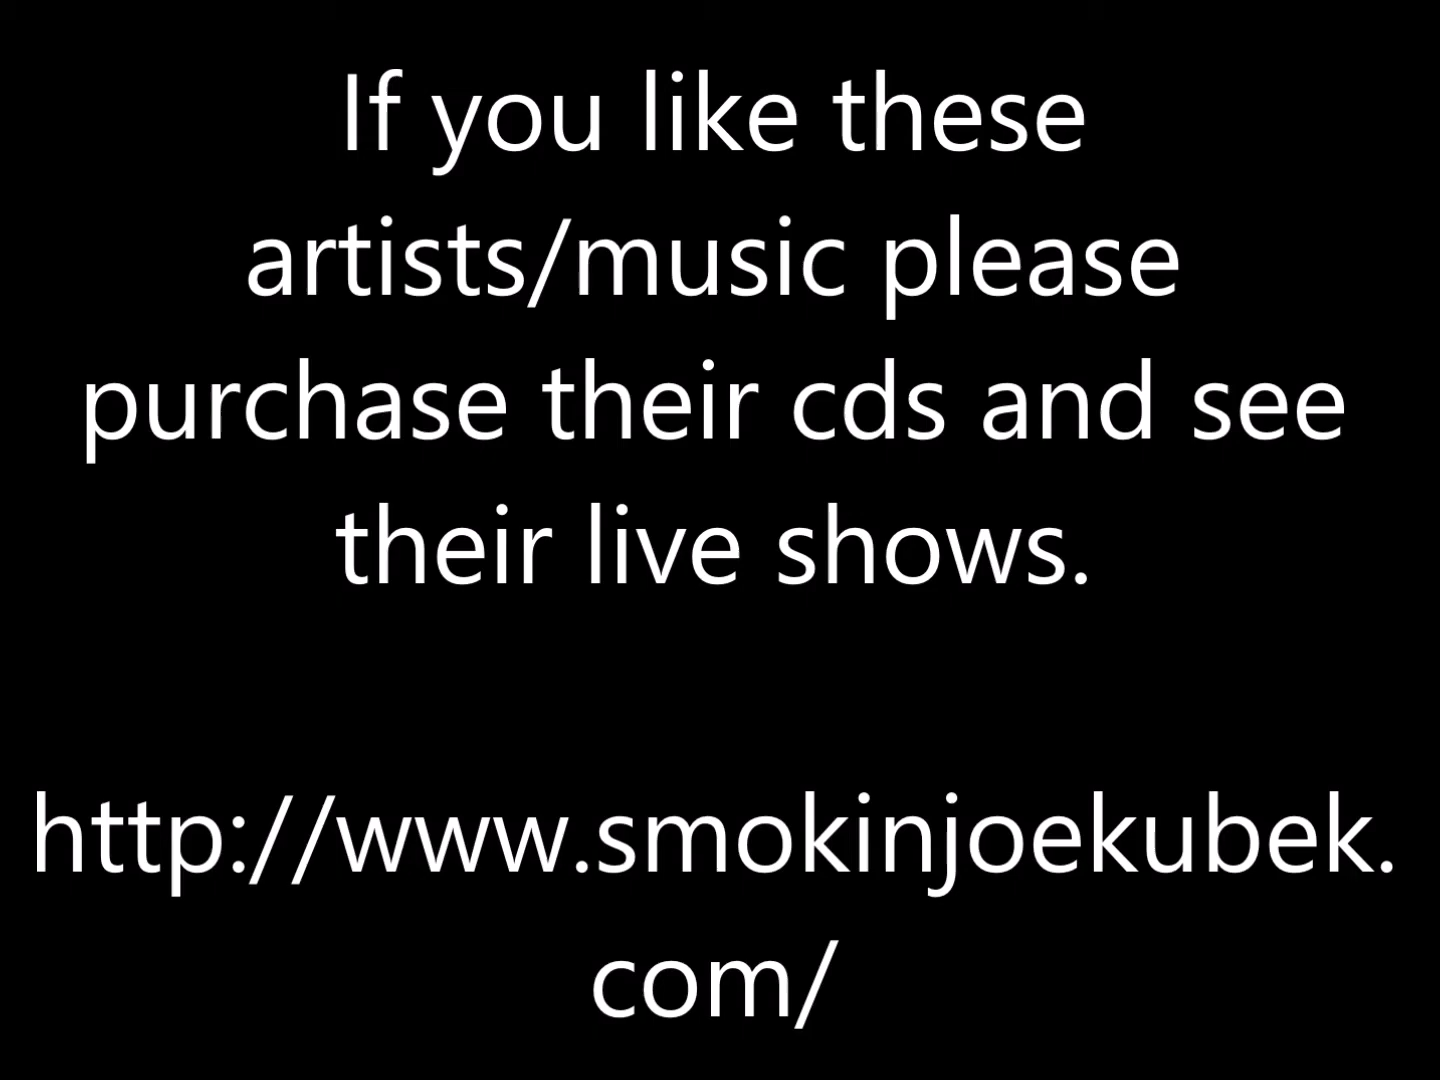 If you like these
artists/music please
purchase their cds and see
their live shows.
http://www.smokinjoekubek.
com/